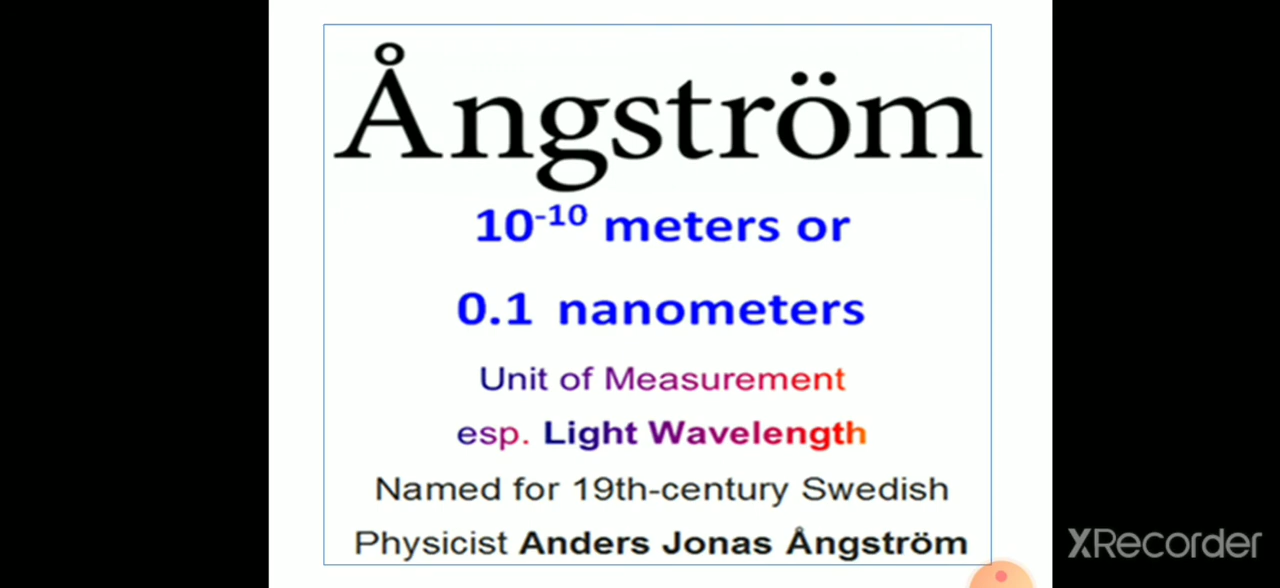 Ångström
10⁻¹⁰ meters or
0.1 nanometers
Unit of Measurement
esp. Light Wavelength
Named for 19th-century Swedish
Physicist Anders Jonas Ångström
XRecorder